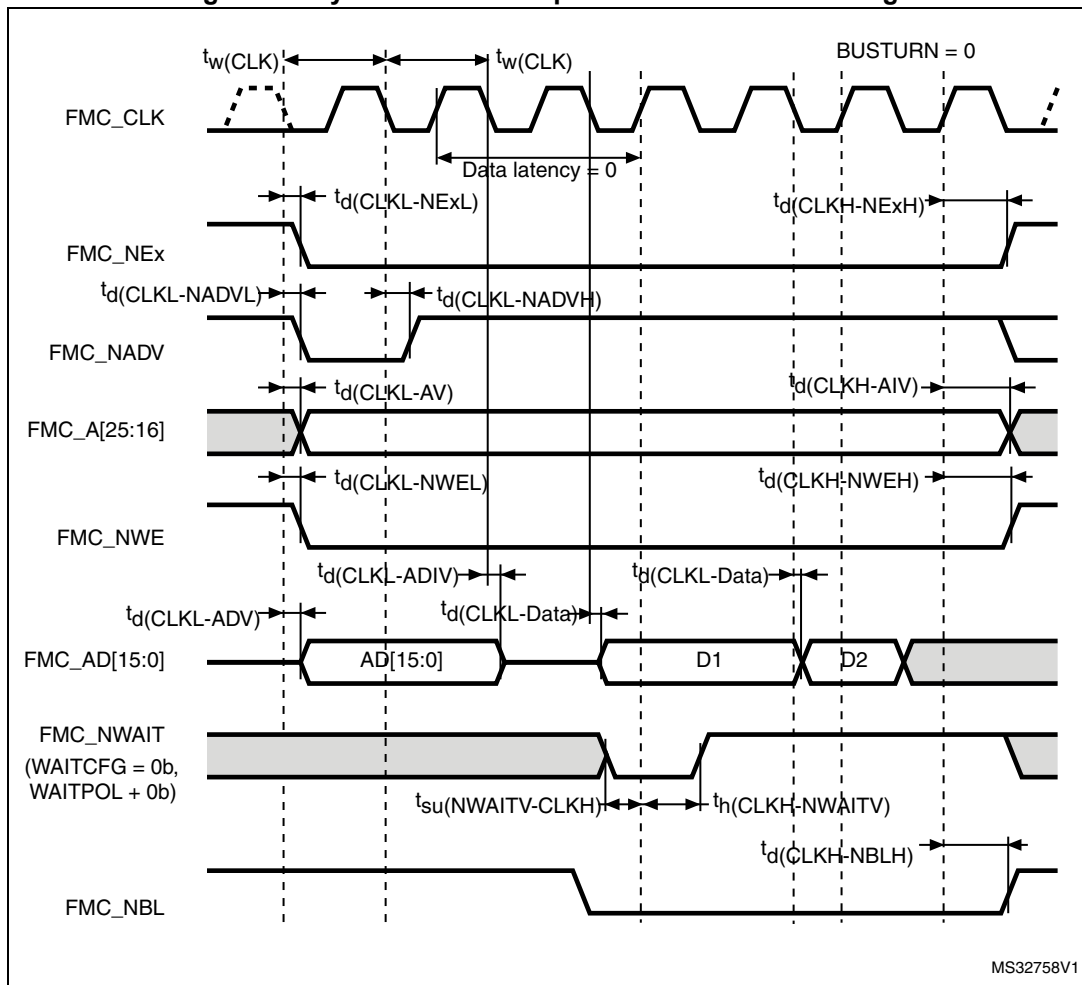 tw(CLK)
tw(CLK)
BUSTURN = 0
FMC_CLK
Data latency = 0
td(CLKL-NExL)
td(CLKH-NExH)
FMC_NEx
td(CLKL-NADVL)
td(CLKL-NADVH)
FMC_NADV
td(CLKL-AV)
td(CLKH-AIV)
FMC_A[25:16]
td(CLKL-NWEL)
td(CLKH-NWEH)
FMC_NWE
td(CLKL-ADIV)
td(CLKL-Data)
td(CLKL-ADV)
td(CLKL-Data)
FMC_AD[15:0]
AD[15:0]
D1
D2
FMC_NWAIT
(WAITCFG = 0b,
WAITPOL + 0b)
tsu(NWAITV-CLKH)
th(CLKH-NWAITV)
td(CLKH-NBLH)
FMC_NBL
MS32758V1